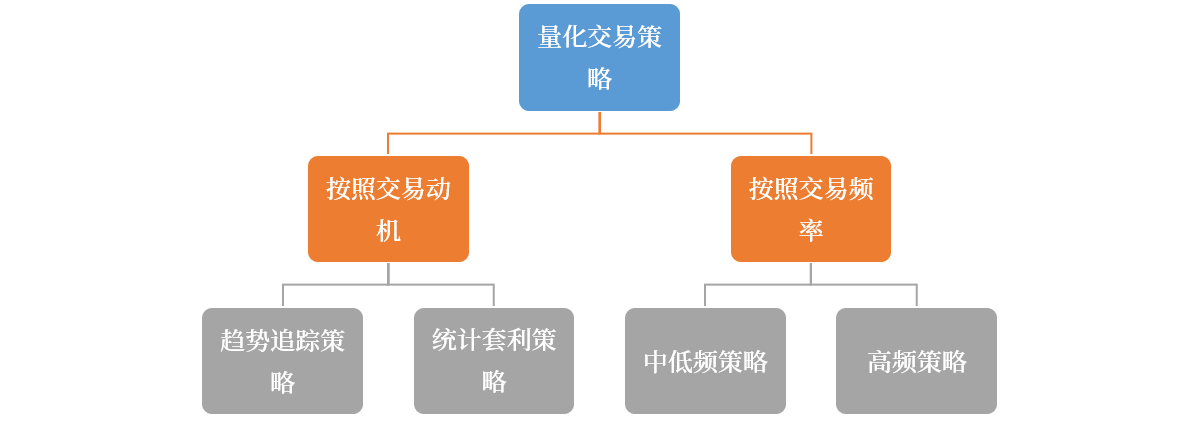 量化交易策
略
按照交易动
机
按照交易频
率
趋势追踪策
略
统计套利策
略
中低频策略
高频策略